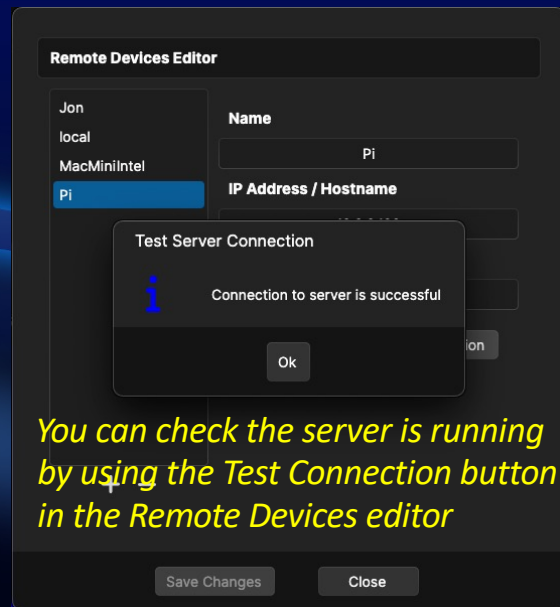 Remote Devices Editor
Jon
local
MacMiniIntel
Pi
Name
Pi
IP Address / Hostname
Test Server Connection
Connection to server is successful
Ok
ion
You can check the server is running
by using the Test Connection button
in the Remote Devices editor
Save Changes
Close